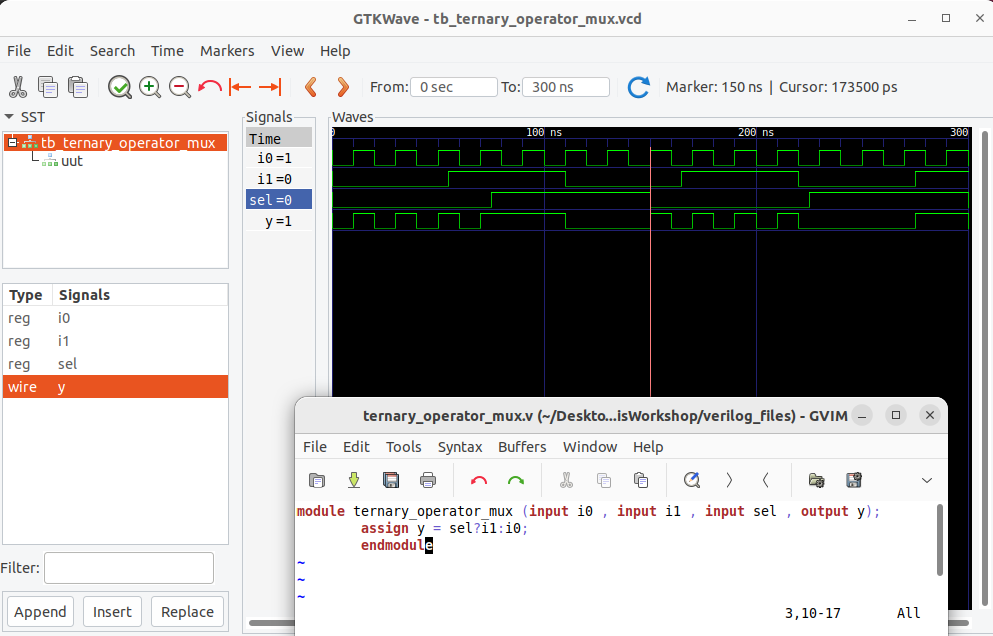 GTKWave - tb_ternary_operator_mux.vcd
File Edit Search Time Markers View Help
From: 0 sec To: 300 ns Marker: 150 ns | Cursor: 173500 ps
SST
tb_ternary_operator_mux
uut
Type Signals
reg i0
reg i1
reg sel
wire y
Filter:
Append Insert Replace
Signals
Time
i0=1
i1=0
sel=0
y=1
Waves
0 100 ns 200 ns 300
ternary_operator_mux.v (~/Deskto...isWorkshop/verilog_files) - GVIM
File Edit Tools Syntax Buffers Window Help
module ternary_operator_mux (input i0 , input i1 , input sel , output y);
assign y = sel?i1:i0;
endmodule
~
~
~
3,10-17 All